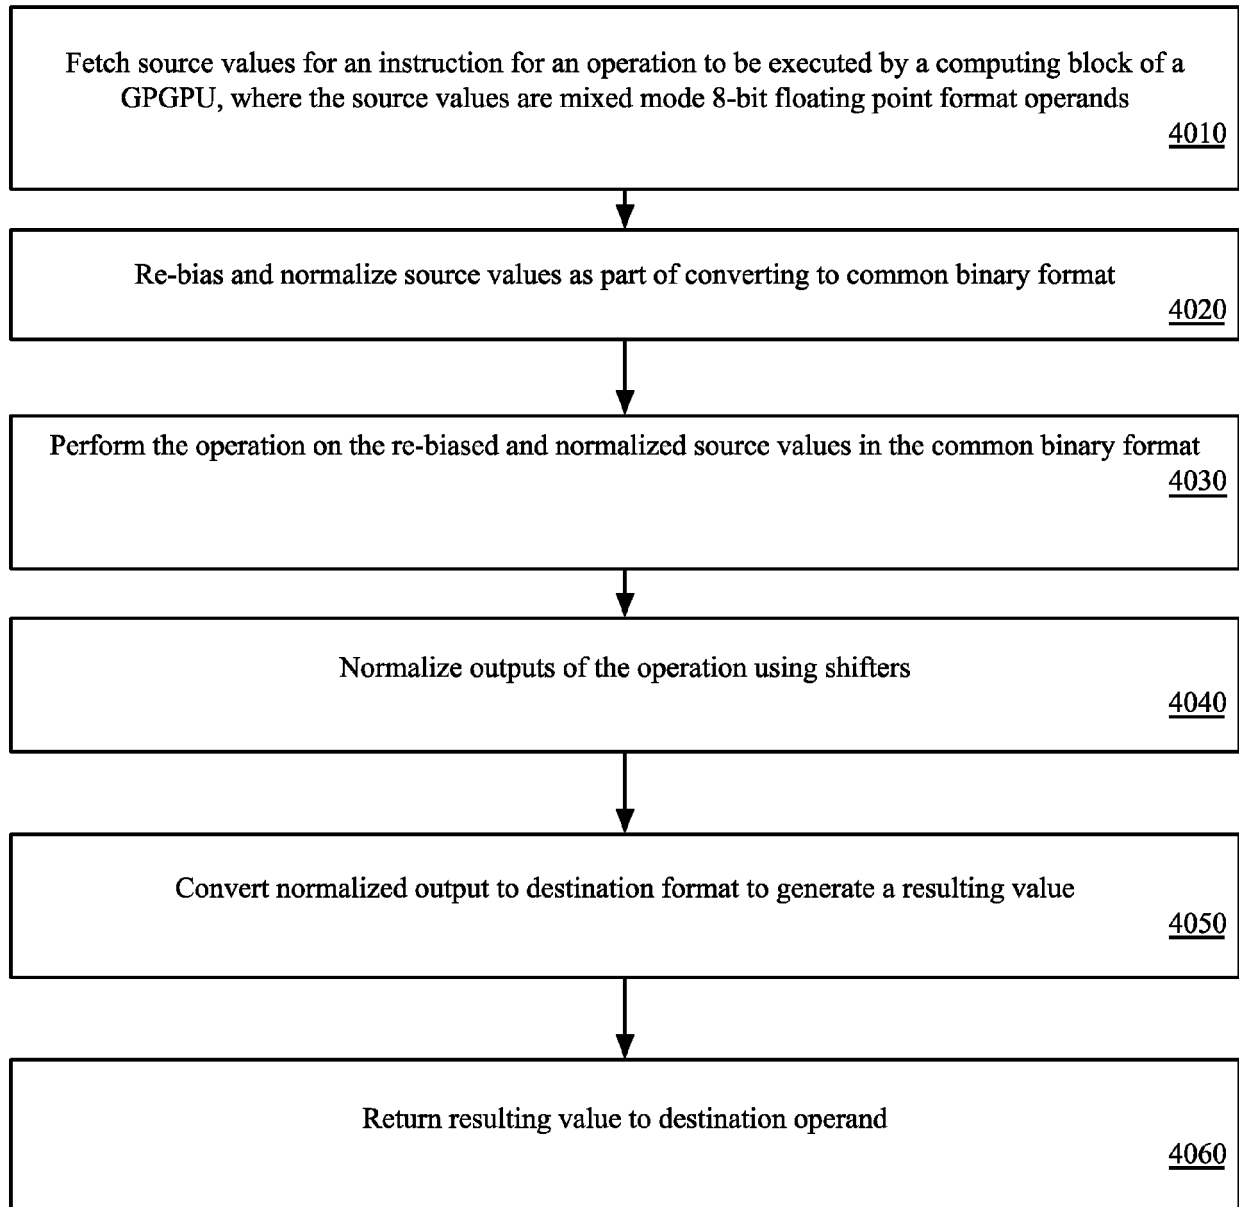 Fetch source values for an instruction for an operation to be executed by a computing block of a
GPGPU, where the source values are mixed mode 8-bit floating point format operands
4010
Re-bias and normalize source values as part of converting to common binary format
4020
Perform the operation on the re-biased and normalized source values in the common binary format
4030
Normalize outputs of the operation using shifters
4040
Convert normalized output to destination format to generate a resulting value
4050
Return resulting value to destination operand
4060